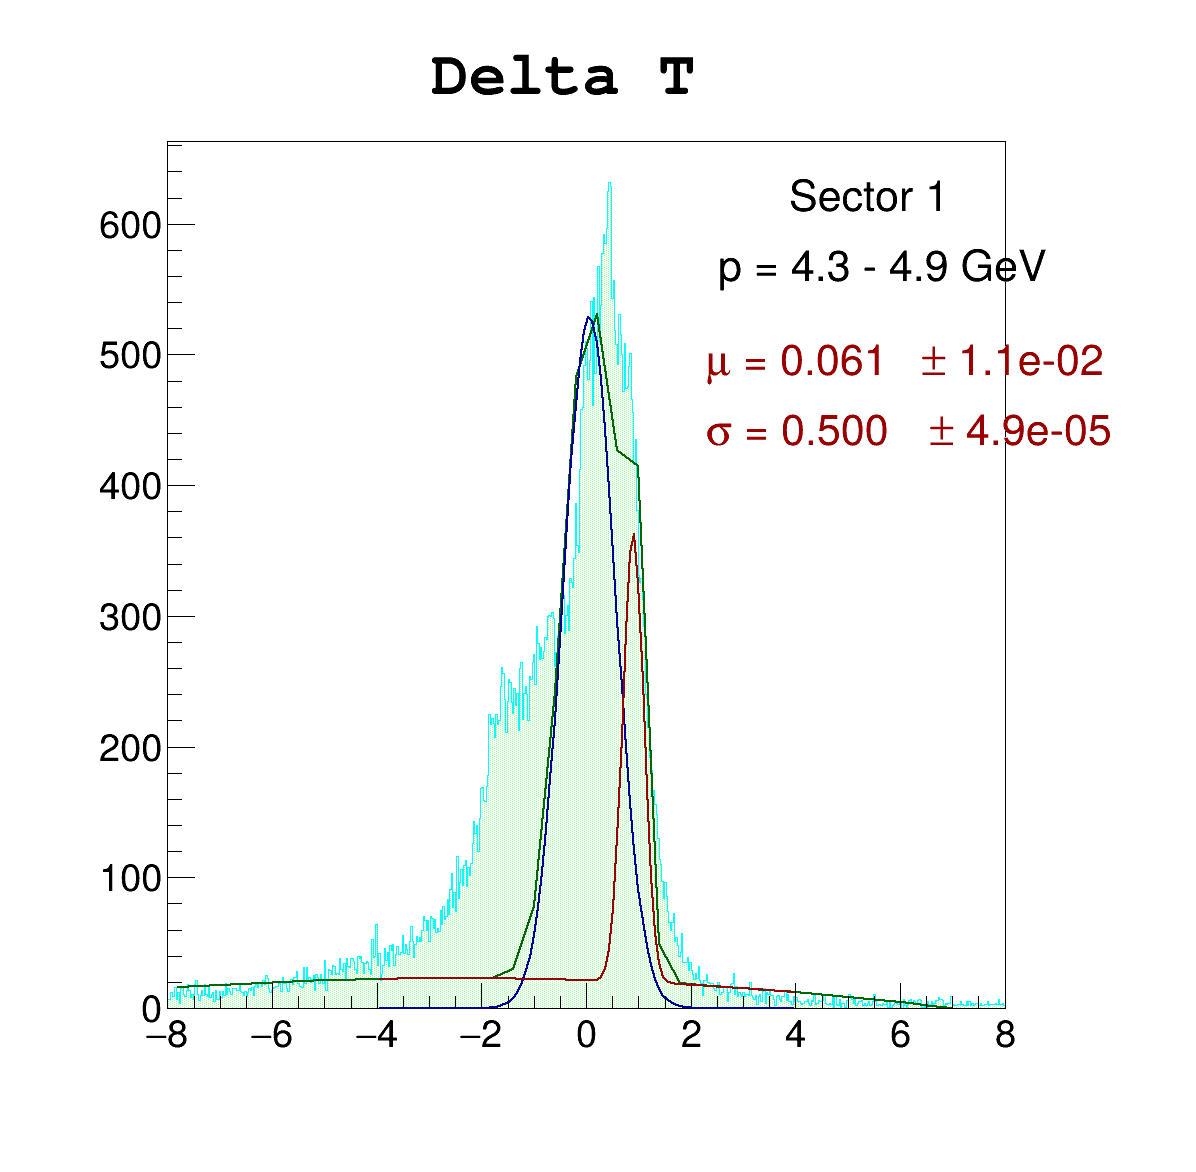 Delta T
Sector 1
p = 4.3 - 4.9 GeV
μ = 0.061 ± 1.1e-02
σ = 0.500 ± 4.9e-05
600
500
400
300
200
100
0
−8 −6 −4 −2 0 2 4 6 8